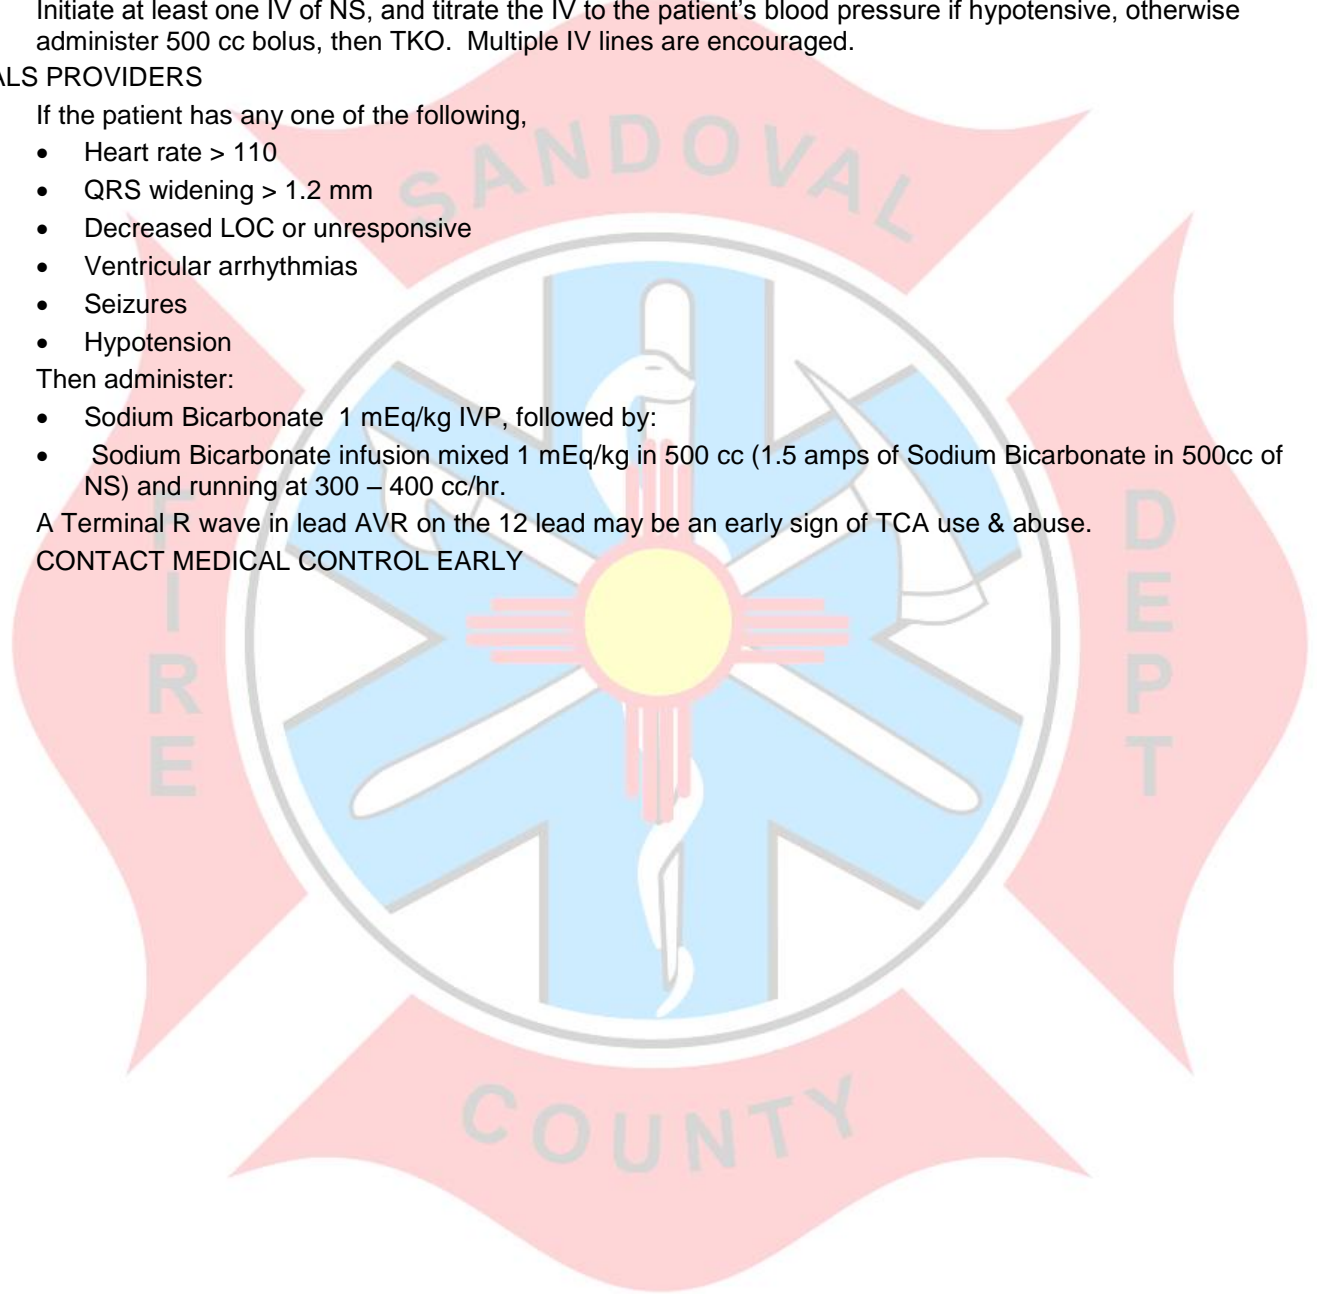 Initiate at least one IV of NS, and titrate the IV to the patient's blood pressure if hypotensive, otherwise
administer 500 cc bolus, then TKO.  Multiple IV lines are encouraged.
ALS PROVIDERS
If the patient has any one of the following,
• Heart rate > 110
• QRS widening > 1.2 mm
• Decreased LOC or unresponsive
• Ventricular arrhythmias
• Seizures
• Hypotension
Then administer:
• Sodium Bicarbonate  1 mEq/kg IVP, followed by:
• Sodium Bicarbonate infusion mixed 1 mEq/kg in 500 cc (1.5 amps of Sodium Bicarbonate in 500cc of
NS) and running at 300 – 400 cc/hr.
A Terminal R wave in lead AVR on the 12 lead may be an early sign of TCA use & abuse.
CONTACT MEDICAL CONTROL EARLY
SANDOVAL
FIRE
DEPT
COUNTY